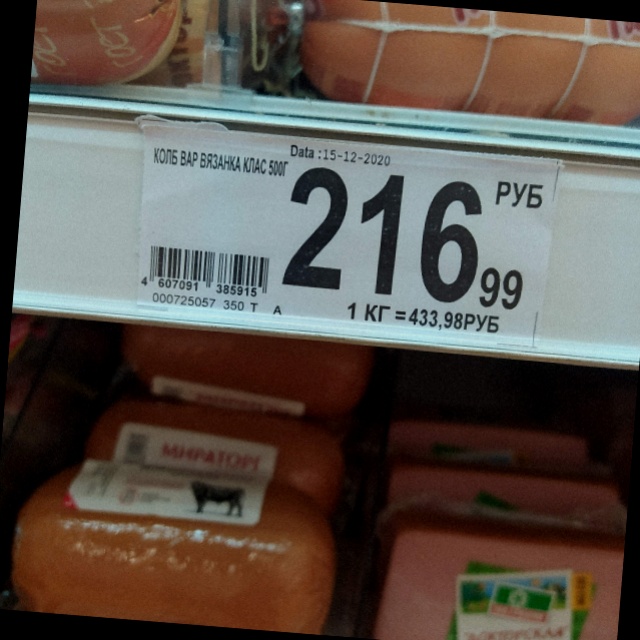 Data :15-12-2020
КОЛБ ВАР ВЯЗАНКА КЛАС 500Г
216 99 РУБ
4 607091 385915
000725057 350 Т А
1 КГ =433,98РУБ
МИРАТОРГ
ДОКТОРСКАЯ